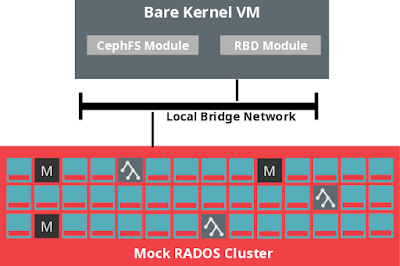 Bare Kernel VM
CephFS Module
RBD Module
Local Bridge Network
M
M
M
Mock RADOS Cluster